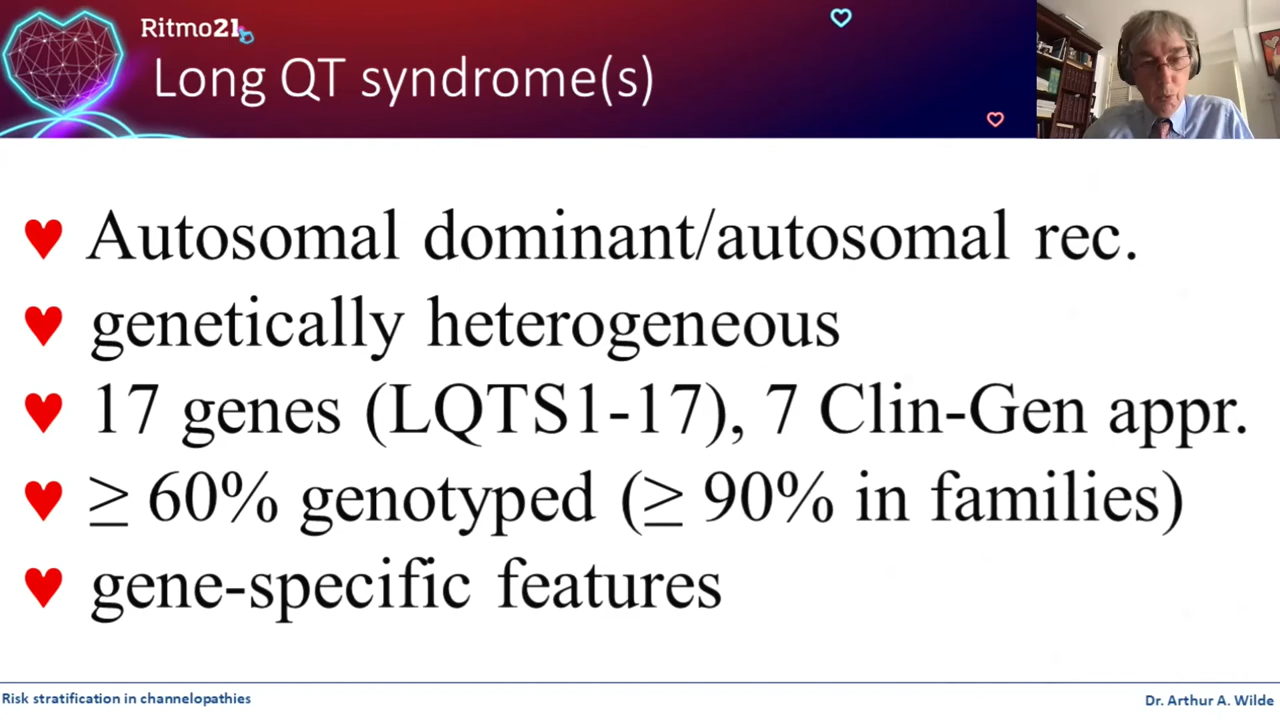 Ritmo21
Long QT syndrome(s)
♥ Autosomal dominant/autosomal rec.
♥ genetically heterogeneous
♥ 17 genes (LQTS1-17), 7 Clin-Gen appr.
♥ ≥ 60% genotyped (≥ 90% in families)
♥ gene-specific features
Risk stratification in channelopathies
Dr. Arthur A. Wilde